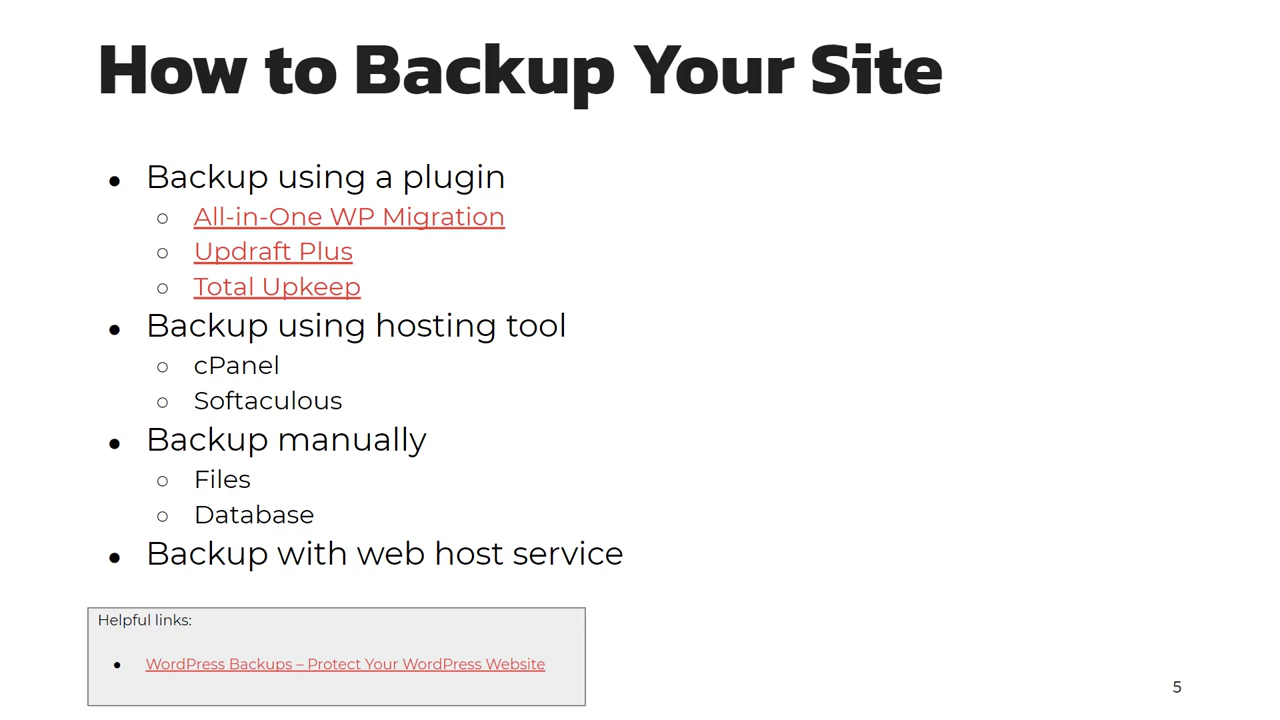 How to Backup Your Site
● Backup using a plugin
○ All-in-One WP Migration
○ Updraft Plus
○ Total Upkeep
● Backup using hosting tool
○ cPanel
○ Softaculous
● Backup manually
○ Files
○ Database
● Backup with web host service
Helpful links:
● WordPress Backups – Protect Your WordPress Website
5